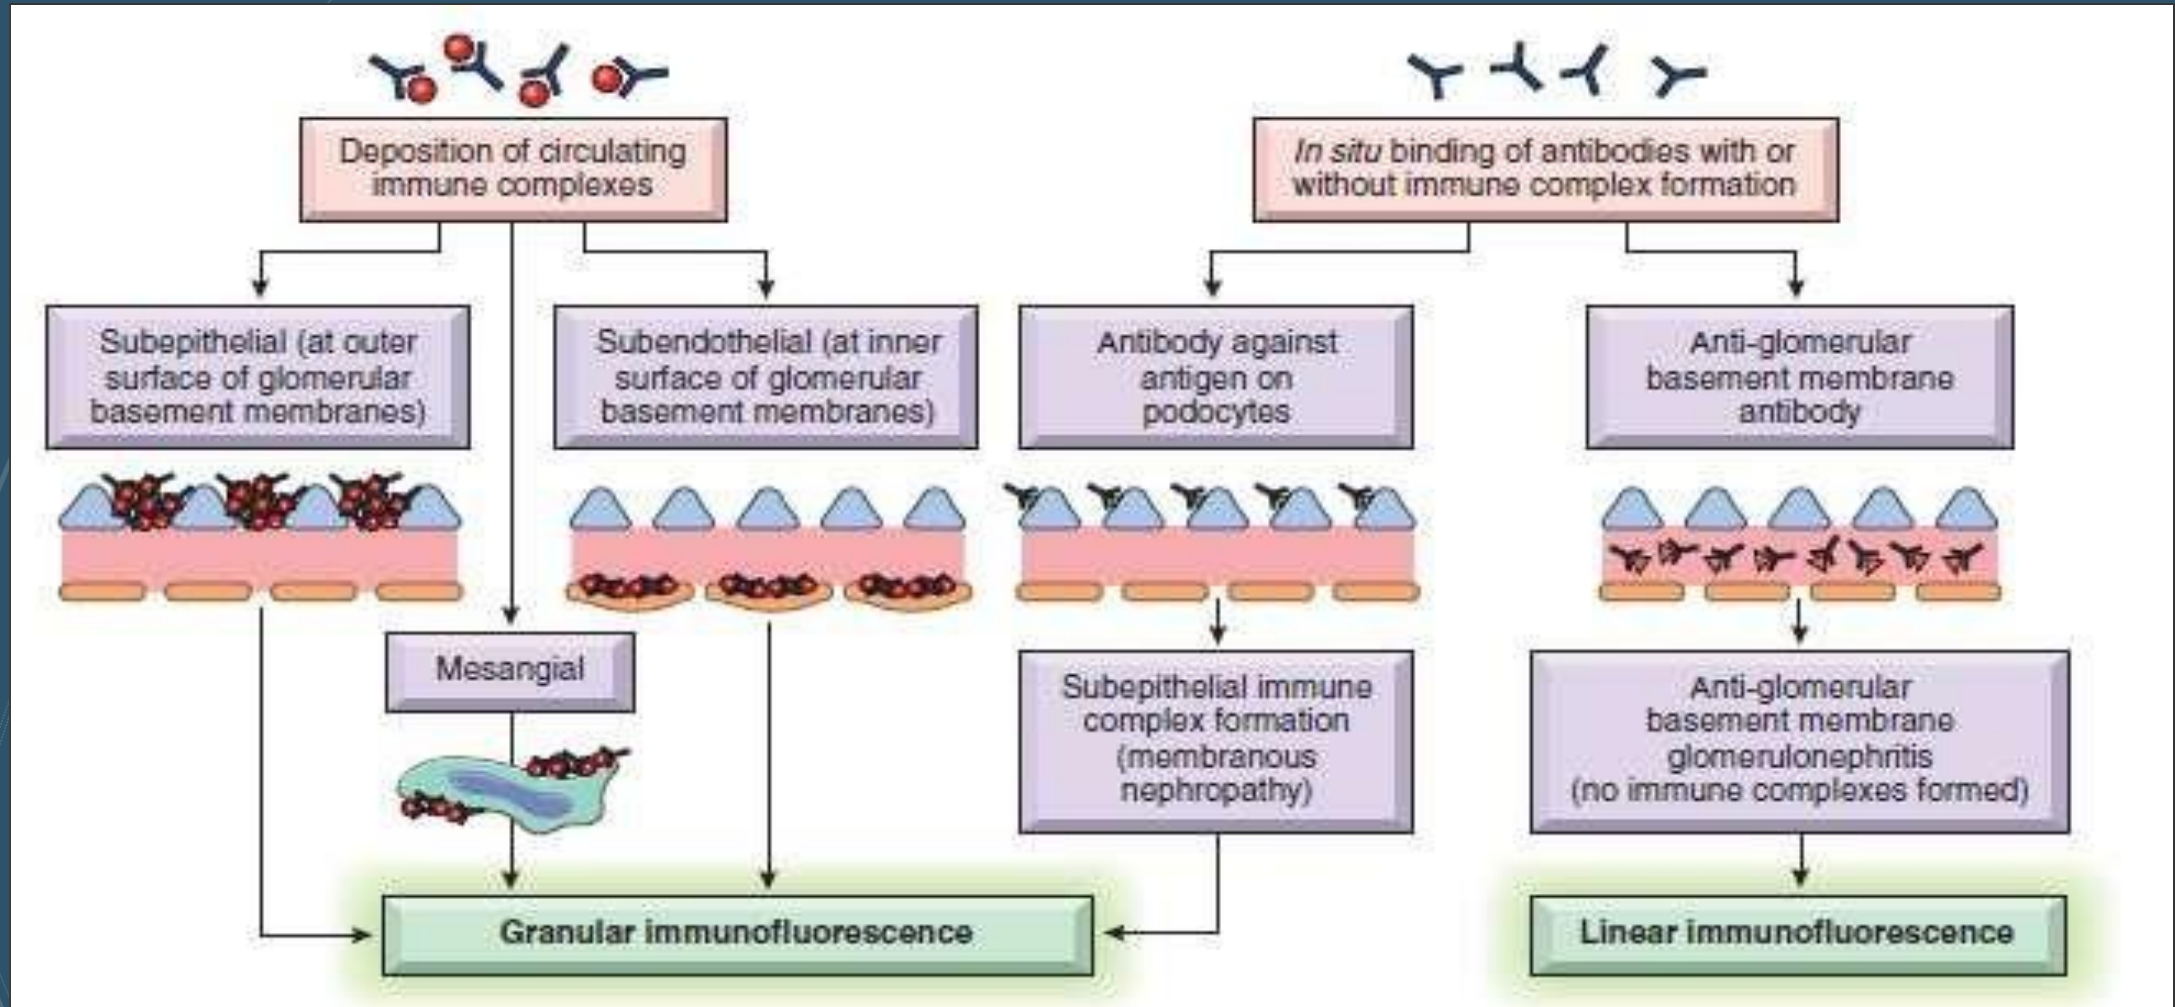 Deposition of circulating
immune complexes
In situ binding of antibodies with or
without immune complex formation
Subepithelial (at outer
surface of glomerular
basement membranes)
Subendothelial (at inner
surface of glomerular
basement membranes)
Antibody against
antigen on
podocytes
Anti-glomerular
basement membrane
antibody
Mesangial
Subepithelial immune
complex formation
(membranous
nephropathy)
Anti-glomerular
basement membrane
glomerulonephritis
(no immune complexes formed)
Granular immunofluorescence
Linear immunofluorescence